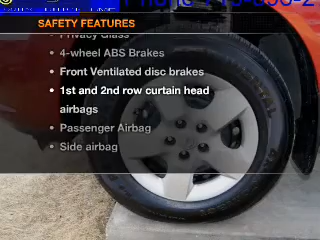 SAFETY FEATURES
Privacy Glass
4-wheel ABS Brakes
Front Ventilated disc brakes
1st and 2nd row curtain head
airbags
Passenger Airbag
Side airbag